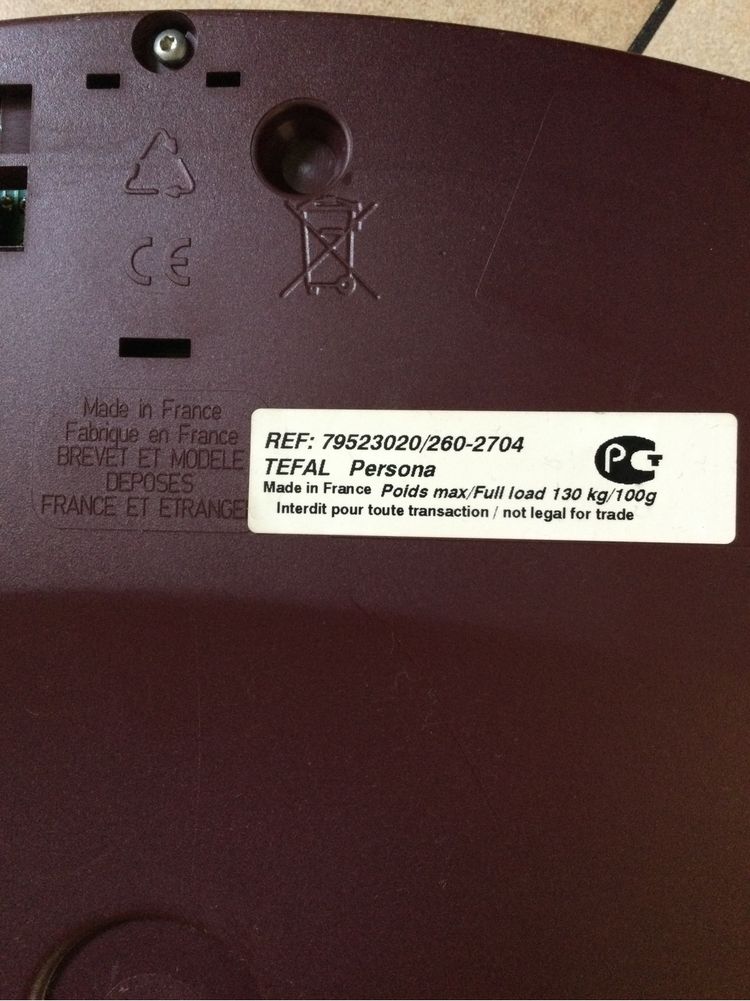 CE
Made in France
Fabrique en France
BREVET ET MODELE
DEPOSES
FRANCE ET ETRANGE
REF: 79523020/260-2704
TEFAL Persona
Made in France Poids max/Full load 130 kg/100g
Interdit pour toute transaction / not legal for trade
PCT